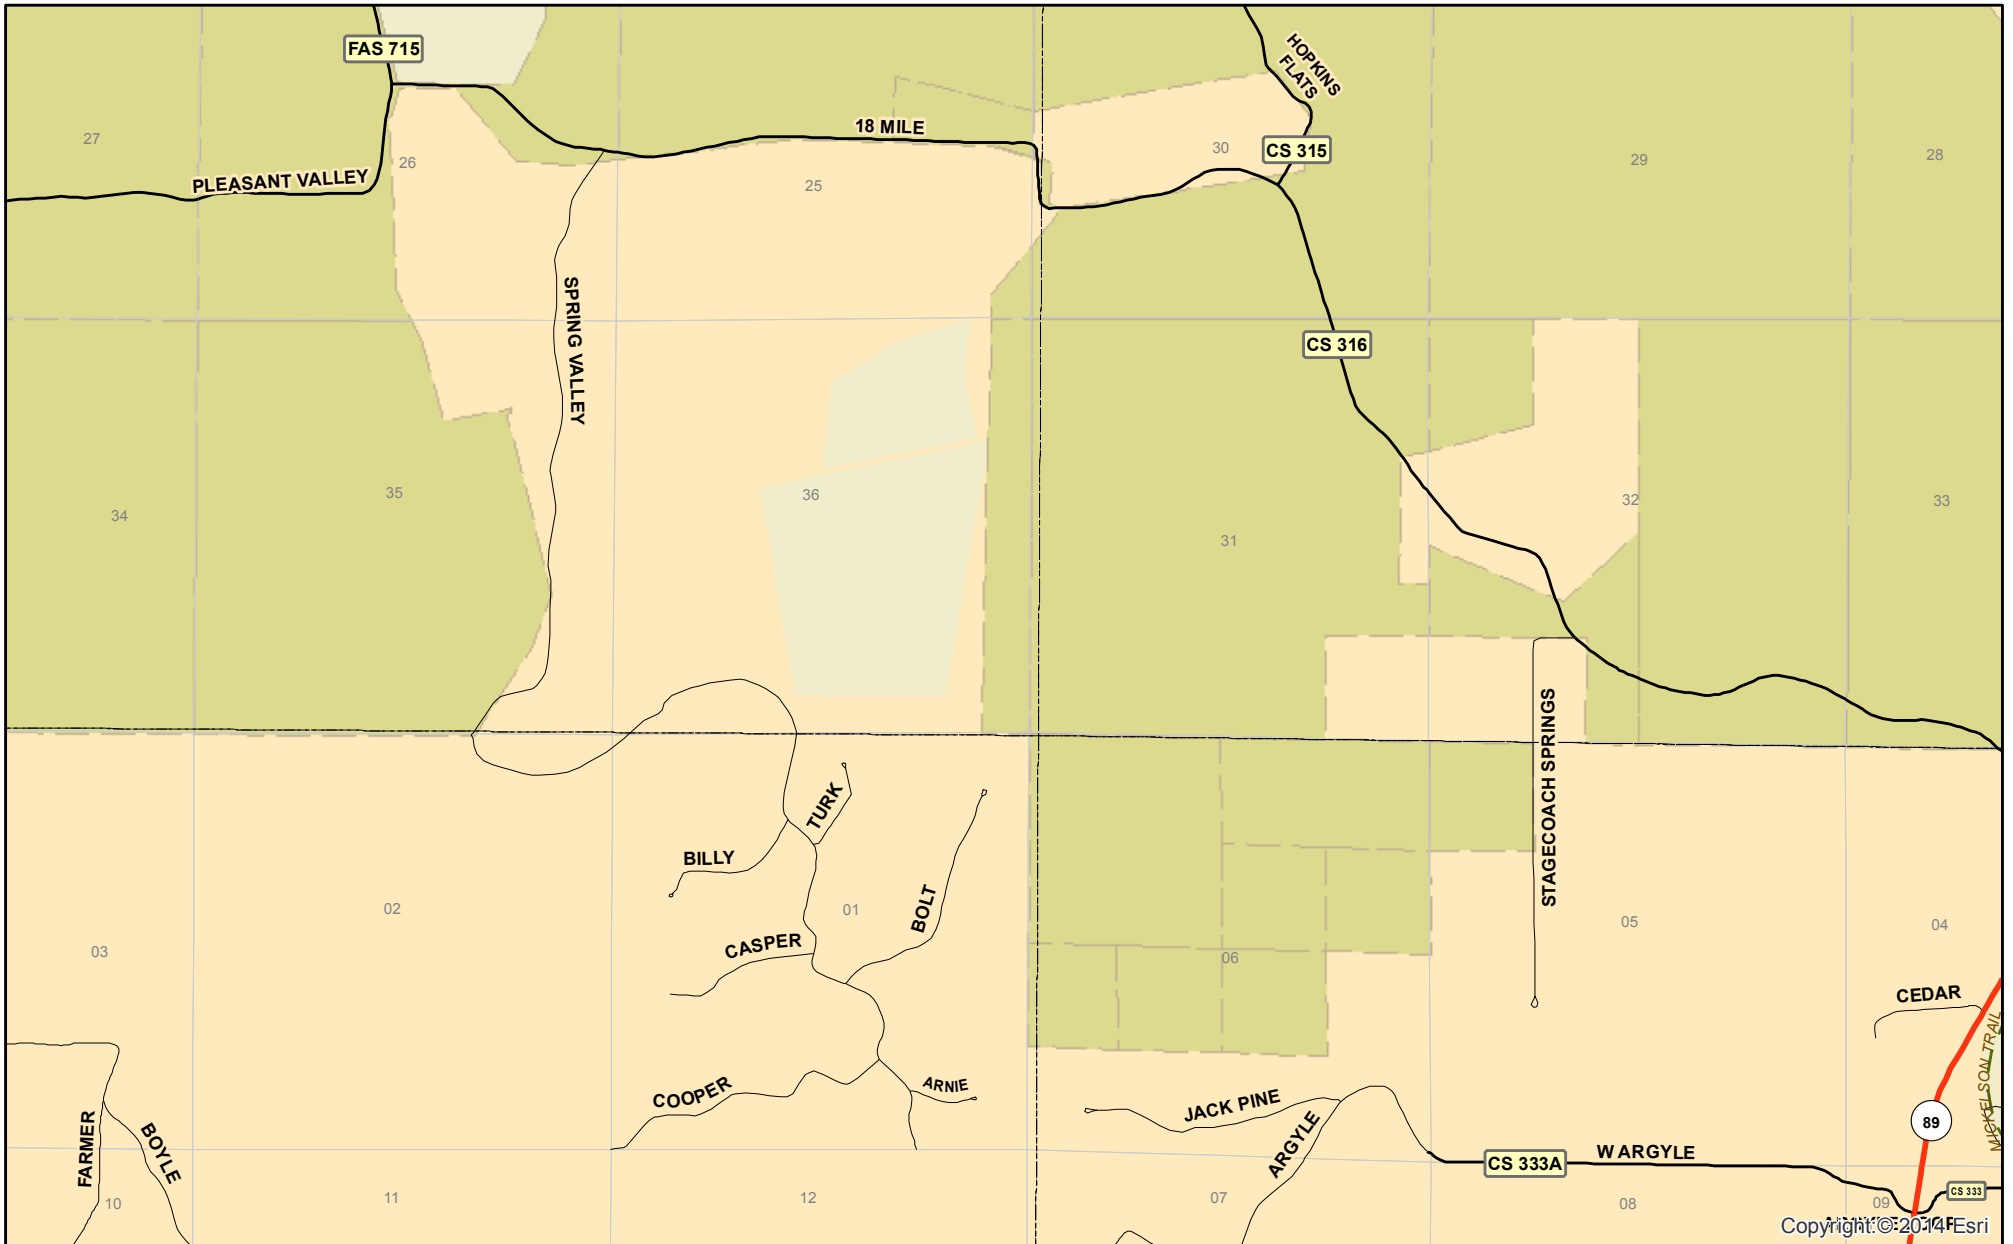 FAS 715
HOPKINS
FLATS
18 MILE
27
26
25
30
CS 315
29
28
PLEASANT VALLEY
SPRING VALLEY
CS 316
34
35
36
31
32
33
STAGECOACH SPRINGS
TURK
BILLY
BOLT
CASPER
03
02
01
06
05
04
CEDAR
MICKELSON TRAIL
COOPER
ARNIE
JACK PINE
ARGYLE
FARMER
BOYLE
89
W ARGYLE
CS 333A
CS 333
10
11
12
07
08
09
Copyright:© 2014 Esri